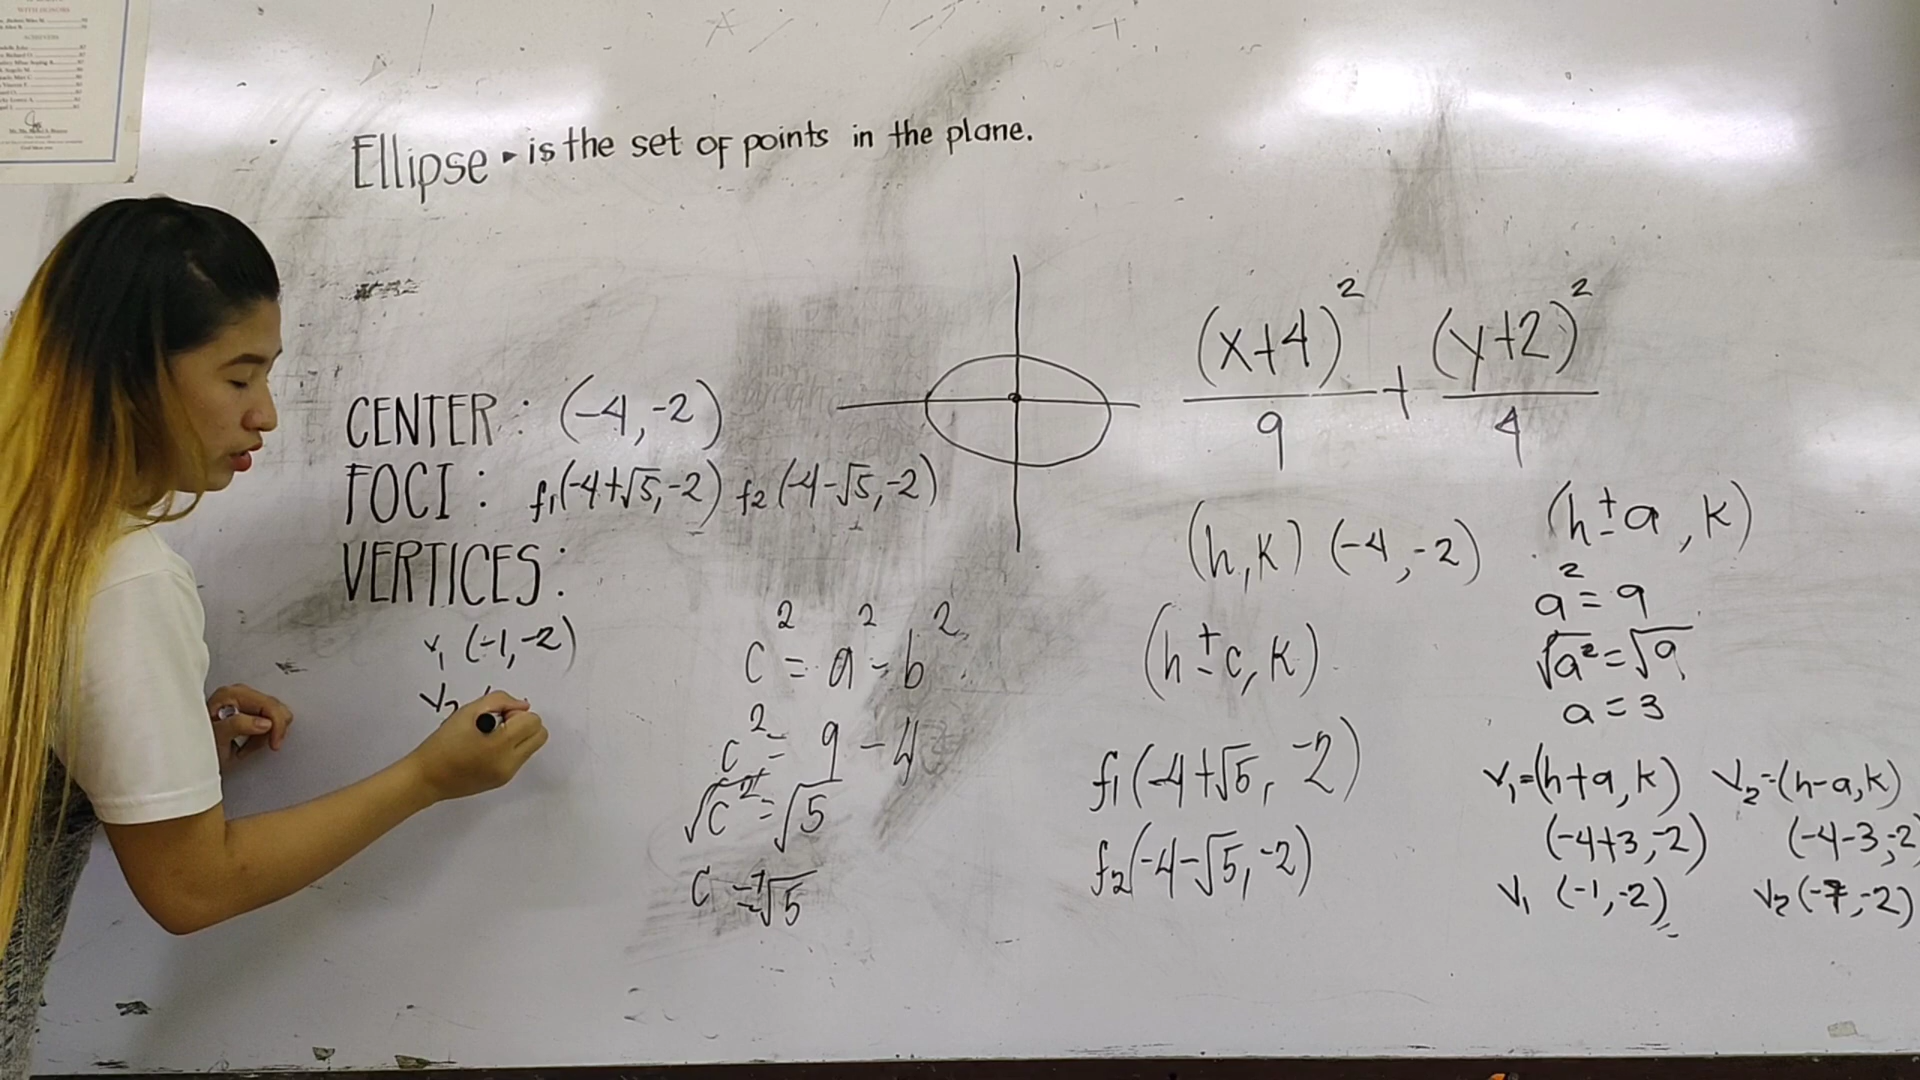 WITH HONORS
ACHIEVERS
Ellipse - is the set of points in the plane.
CENTER : (-4, -2)
FOCI : f₁(-4+√5, -2) f₂(-4-√5, -2)
VERTICES :
V₁ (-1, -2)
V₂ (
(x+4)² / 9 + (y+2)² / 4
c² = a² - b²
c² = 9 - 4
√c² = √5
c = ±√5
(h, k) (-4, -2)
(h ± c, k)
f₁(-4+√5, -2)
f₂(-4-√5, -2)
(h ± a, k)
a² = 9
√a² = √9
a = 3
V₁=(h+a, k) V₂=(h-a, k)
(-4+3, -2) (-4-3, -2)
V₁ (-1, -2) V₂ (-7, -2)